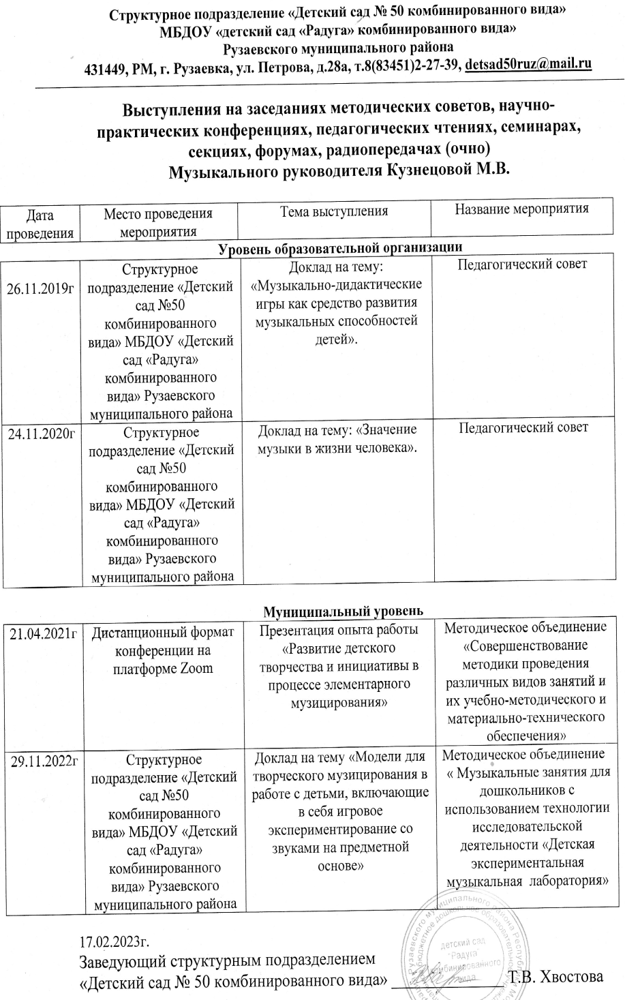 Структурное подразделение «Детский сад № 50 комбинированного вида»
МБДОУ «детский сад «Радуга» комбинированного вида»
Рузаевского муниципального района
431449, РМ, г. Рузаевка, ул. Петрова, д.28а, т.8(83451)2-27-39, detsad50ruz@mail.ru
Выступления на заседаниях методических советов, научно-
практических конференциях, педагогических чтениях, семинарах,
секциях, форумах, радиопередачах (очно)
Музыкального руководителя Кузнецовой М.В.
Дата
проведения
Место проведения
мероприятия
Тема выступления
Название мероприятия
Уровень образовательной организации
26.11.2019г
Структурное
подразделение «Детский
сад №50
комбинированного
вида» МБДОУ «Детский
сад «Радуга»
комбинированного
вида» Рузаевского
муниципального района
Доклад на тему:
«Музыкально-дидактические
игры как средство развития
музыкальных способностей
детей».
Педагогический совет
24.11.2020г
Структурное
подразделение «Детский
сад №50
комбинированного
вида» МБДОУ «Детский
сад «Радуга»
комбинированного
вида» Рузаевского
муниципального района
Доклад на тему: «Значение
музыки в жизни человека».
Педагогический совет
Муниципальный уровень
21.04.2021г
Дистанционный формат
конференции на
платформе Zoom
Презентация опыта работы
«Развитие детского
творчества и инициативы в
процессе элементарного
музицирования»
Методическое объединение
«Совершенствование
методики проведения
различных видов занятий и
их учебно-методического и
материально-технического
обеспечения»
29.11.2022г
Структурное
подразделение «Детский
сад №50
комбинированного
вида» МБДОУ «Детский
сад «Радуга»
комбинированного
вида» Рузаевского
муниципального района
Доклад на тему «Модели для
творческого музицирования в
работе с детьми, включающие
в себя игровое
экспериментирование со
звуками на предметной
основе»
Методическое объединение
« Музыкальные занятия для
дошкольников с
использованием технологии
исследовательской
деятельности «Детская
экспериментальная
музыкальная лаборатория»
17.02.2023г.
Заведующий структурным подразделением
«Детский сад № 50 комбинированного вида» Т.В. Хвостова
Рузаевского муниципального района
бюджетное дошкольное образовательное
детский сад
"Радуга"
комбинированного
вида